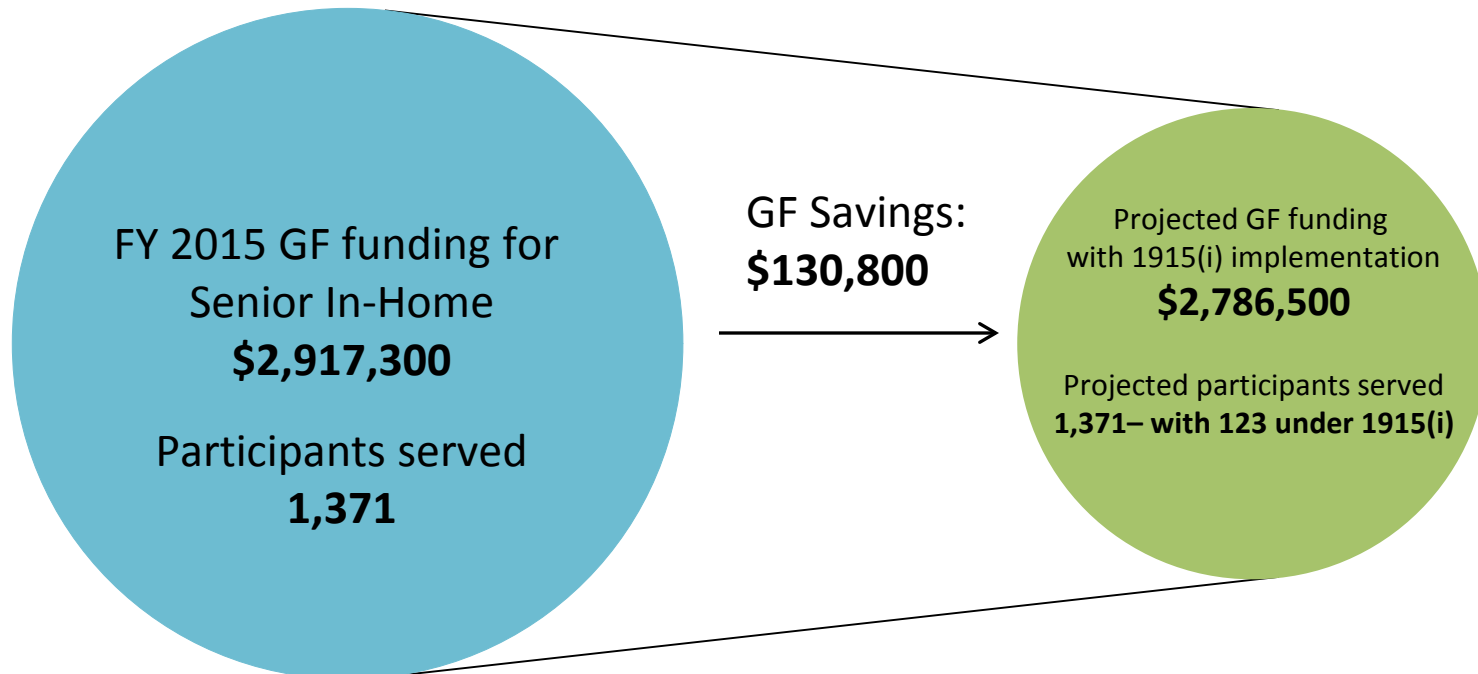 FY 2015 GF funding for
Senior In-Home
$2,917,300
Participants served
1,371
GF Savings:
$130,800
Projected GF funding
with 1915(i) implementation
$2,786,500
Projected participants served
1,371– with 123 under 1915(i)